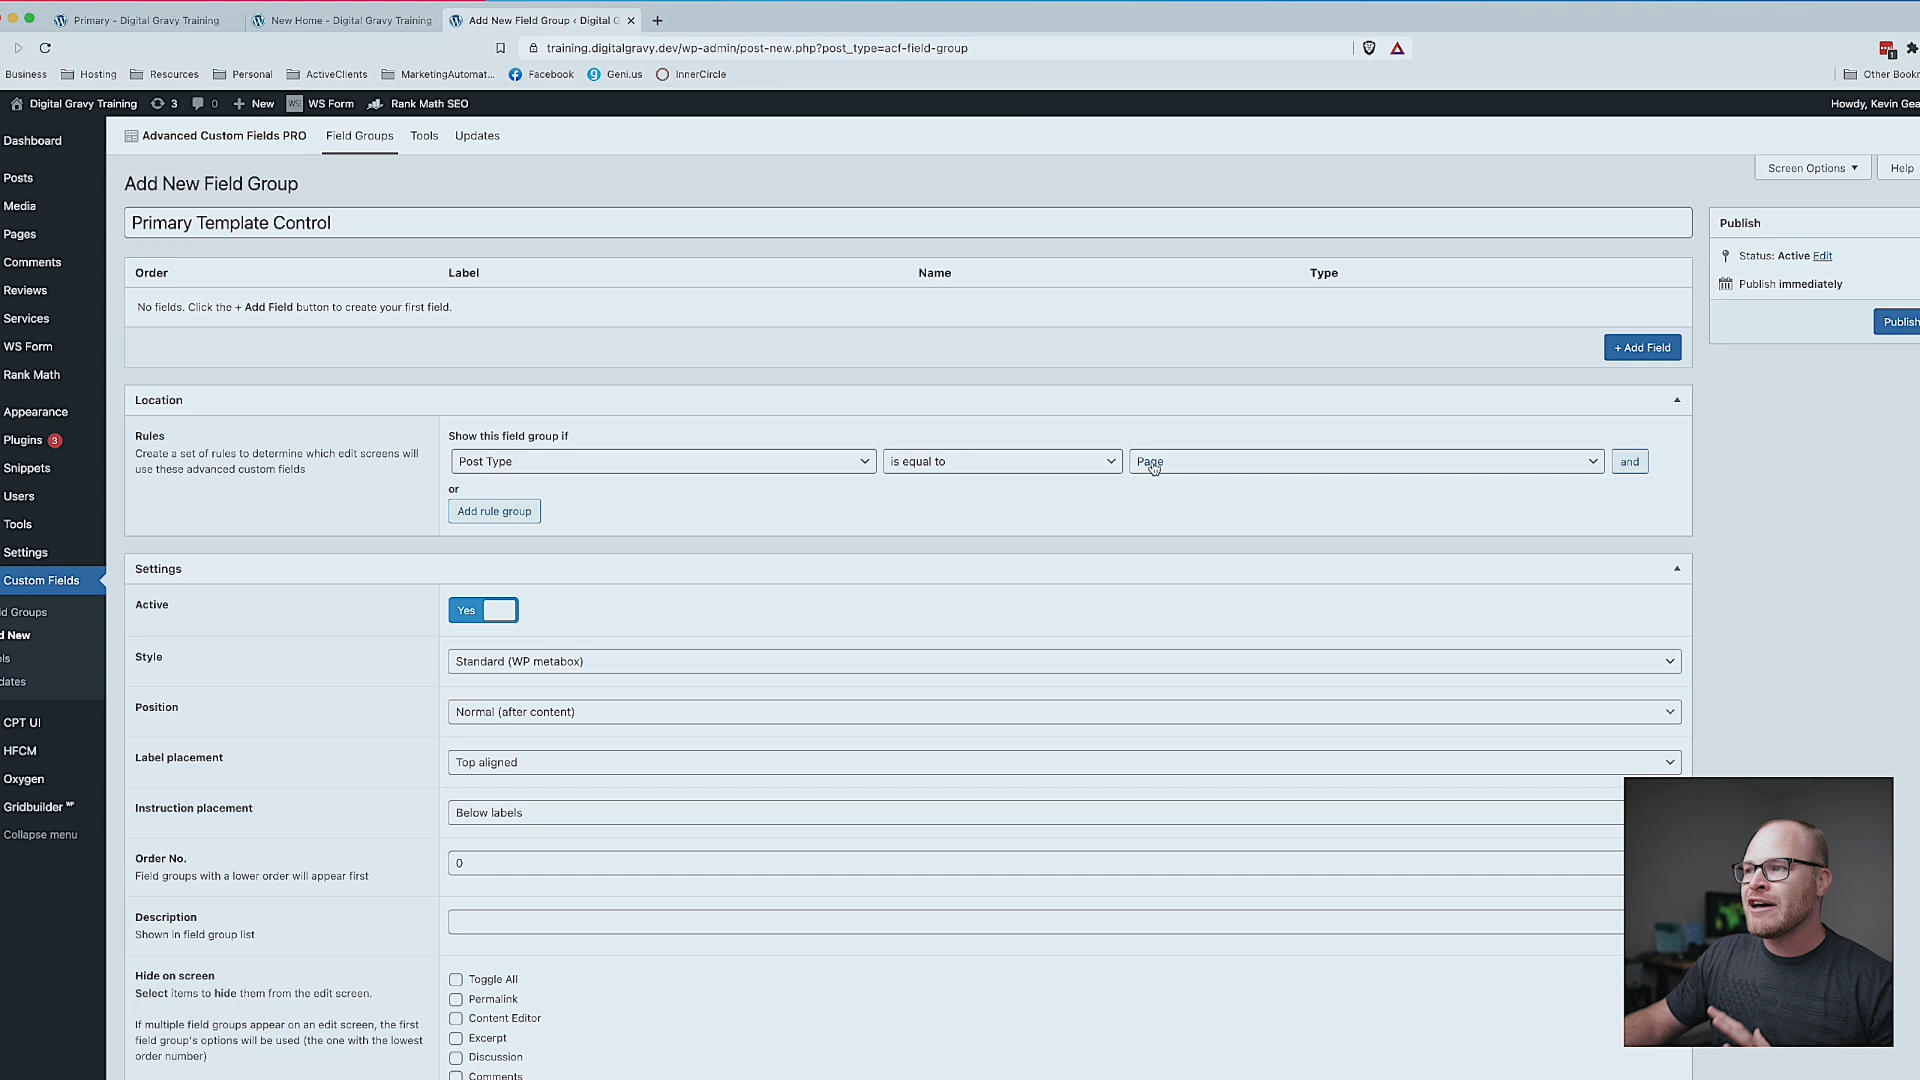 Primary - Digital Gravy Training
New Home - Digital Gravy Training
Add New Field Group ‹ Digital G
training.digitalgravy.dev/wp-admin/post-new.php?post_type=acf-field-group
1
Business
Hosting
Resources
Personal
ActiveClients
MarketingAutomat...
Facebook
Geni.us
InnerCircle
Other Bookr
Digital Gravy Training
3
0
New
WS Form
Rank Math SEO
Howdy, Kevin Gea
Advanced Custom Fields PRO
Field Groups
Tools
Updates
Screen Options
Help
Dashboard
Posts
Media
Pages
Comments
Reviews
Services
WS Form
Rank Math
Appearance
Plugins 3
Snippets
Users
Tools
Settings
Custom Fields
ld Groups
d New
ols
dates
CPT UI
HFCM
Oxygen
Gridbuilder WP
Collapse menu
Add New Field Group
Primary Template Control
Order
Label
Name
Type
No fields. Click the + Add Field button to create your first field.
+ Add Field
Publish
Status: Active Edit
Publish immediately
Publish
Location
Rules
Create a set of rules to determine which edit screens will
use these advanced custom fields
Show this field group if
Post Type
is equal to
Page
and
or
Add rule group
Settings
Active
Yes
Style
Standard (WP metabox)
Position
Normal (after content)
Label placement
Top aligned
Instruction placement
Below labels
Order No.
Field groups with a lower order will appear first
0
Description
Shown in field group list
Hide on screen
Select items to hide them from the edit screen.
If multiple field groups appear on an edit screen, the first
field group's options will be used (the one with the lowest
order number)
Toggle All
Permalink
Content Editor
Excerpt
Discussion
Comments